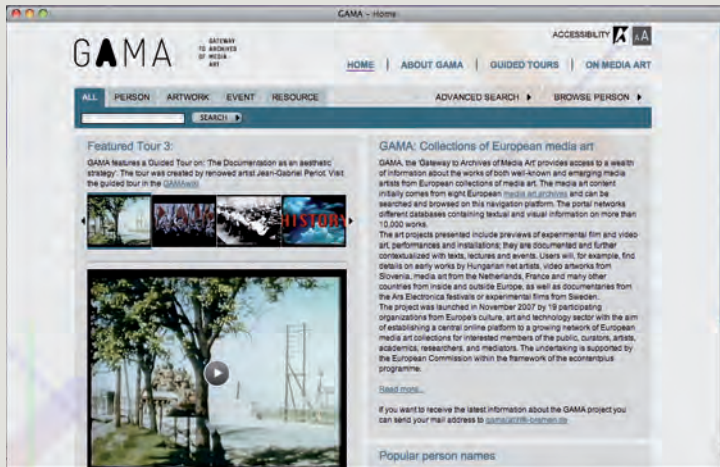 GAMA – Home
ACCESSIBILITY AA
GAMA
GATEWAY
TO ARCHIVES
OF MEDIA
ART
HOME | ABOUT GAMA | GUIDED TOURS | ON MEDIA ART
ALL PERSON ARTWORK EVENT RESOURCE ADVANCED SEARCH BROWSE PERSON
SEARCH
Featured Tour 3:
GAMA features a Guided Tour on: 'The Documentation as an aesthetic
strategy'. The tour was created by renowed artist Jean-Gabriel Periot. Visit
the guided tour in the GAMAwiki
HISTORY
GAMA: Collections of European media art
GAMA, the 'Gateway to Archives of Media Art' provides access to a wealth
of information about the works of both well-known and emerging media
artists from European collections of media art. The media art content
initially comes from eight European media art archives and can be
searched and browsed on this navigation platform. The portal networks
different databases containing textual and visual information on more than
10,000 works.
The art projects presented include previews of experimental film and video
art, performances and installations; they are documented and further
contextualized with texts, lectures and events. Users will, for example, find
details on early works by Hungarian net artists, video artworks from
Slovenia, media art from the Netherlands, France and many other
countries from inside and outside Europe, as well as documentaries from
the Ars Electronica festivals or experimental films from Sweden.
The project was launched in November 2007 by 19 participating
organizations from Europe's culture, art and technology sector with the aim
of establishing a central online platform to a growing network of European
media art collections for interested members of the public, curators, artists,
academics, researchers, and mediators. The undertaking is supported by
the European Commission within the framework of the econtentplus
programme.
Read more...
If you want to receive the latest information about the GAMA project you
can send your mail address to gama(at)hfk-bremen.de
Popular person names